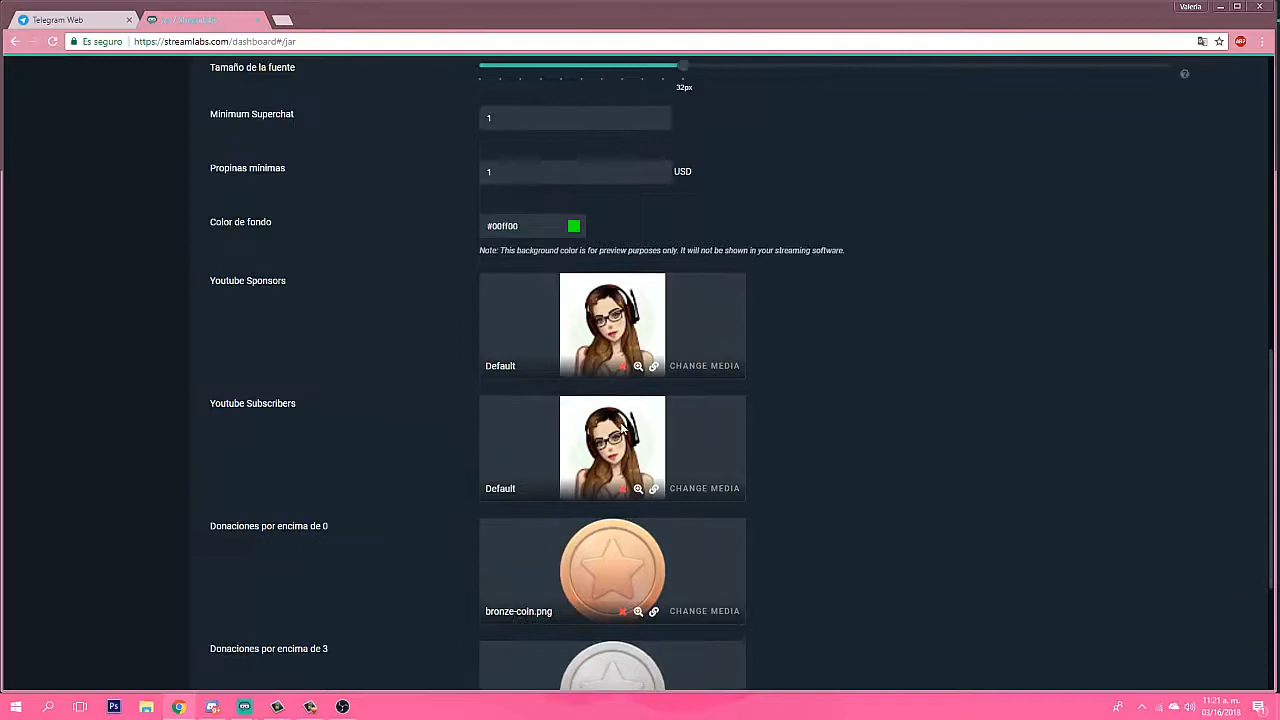 Valeria
Telegram Web
Es seguro
https://streamlabs.com/dashboard#/jar
Tamaño de la fuente
32px
Minimum Superchat
1
Propinas mínimas
1
USD
Color de fondo
#00ff00
Note: This background color is for preview purposes only. It will not be shown in your streaming software.
Youtube Sponsors
Default
CHANGE MEDIA
Youtube Subscribers
Default
CHANGE MEDIA
Donaciones por encima de 0
bronze-coin.png
CHANGE MEDIA
Donaciones por encima de 3
Ps
11:21 a. m.
03/16/2018